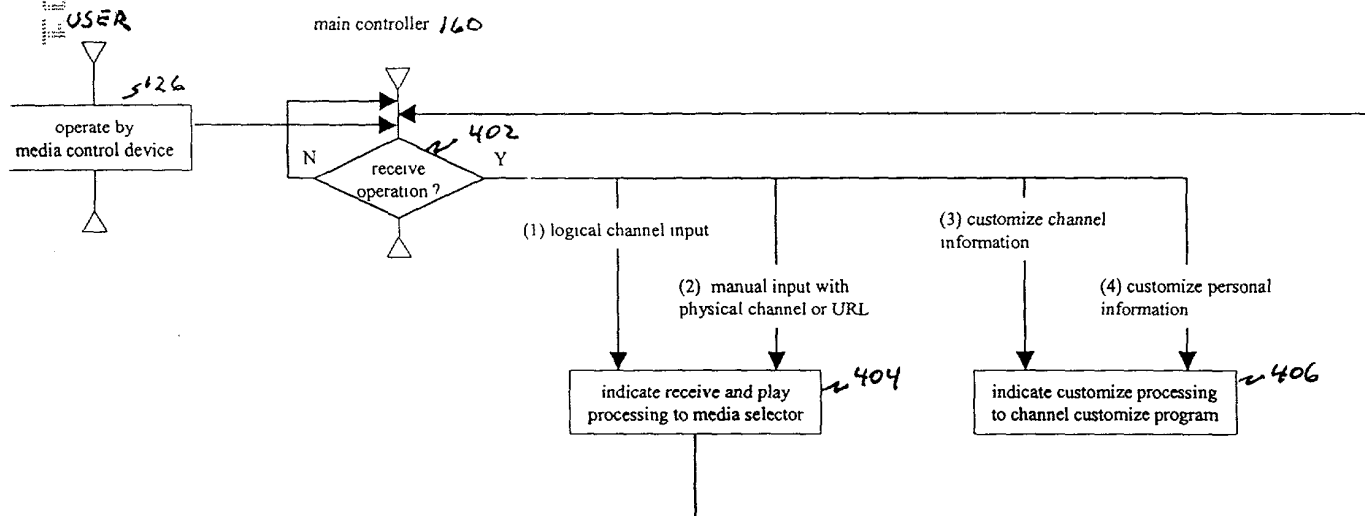 USER
main controller 160
126
operate by
media control device
402
N
Y
receive
operation ?
(1) logical channel input
(3) customize channel
information
(2) manual input with
physical channel or URL
(4) customize personal
information
404
indicate receive and play
processing to media selector
406
indicate customize processing
to channel customize program